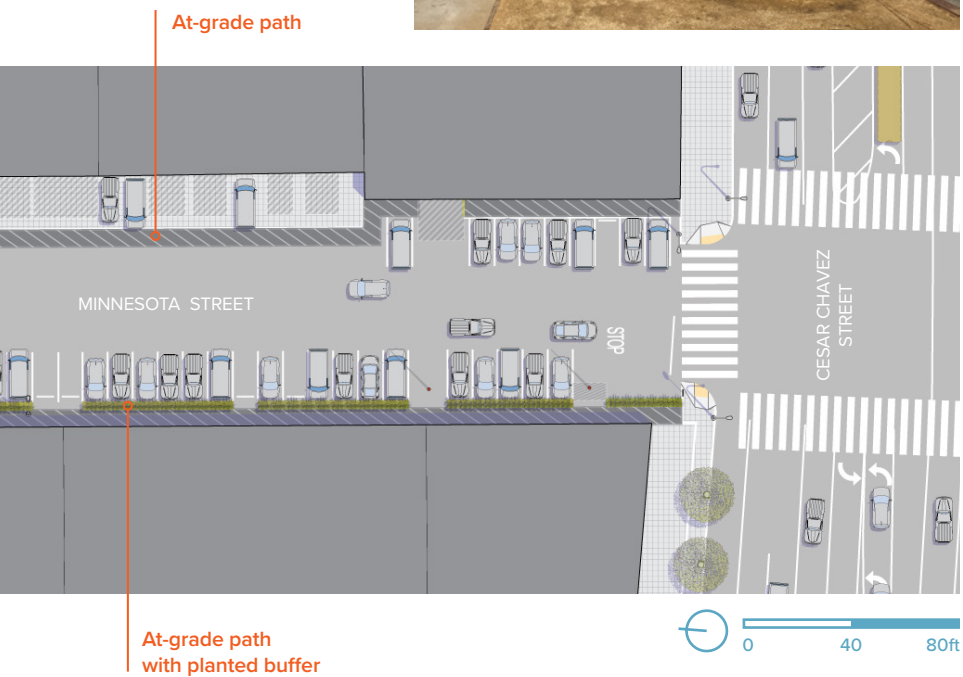 At-grade path
MINNESOTA STREET
STOP
CESAR CHAVEZ
STREET
At-grade path
with planted buffer
0 40 80ft